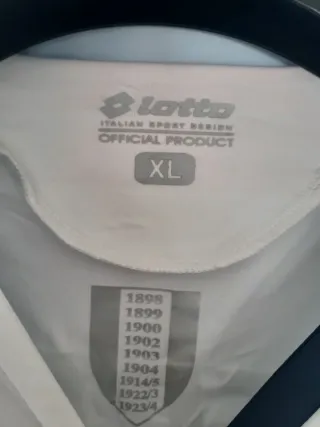 lotto
ITALIAN SPORT DESIGN
OFFICIAL PRODUCT
XL
1898
1899
1900
1902
1903
1904
1914/5
1922/3
1923/4